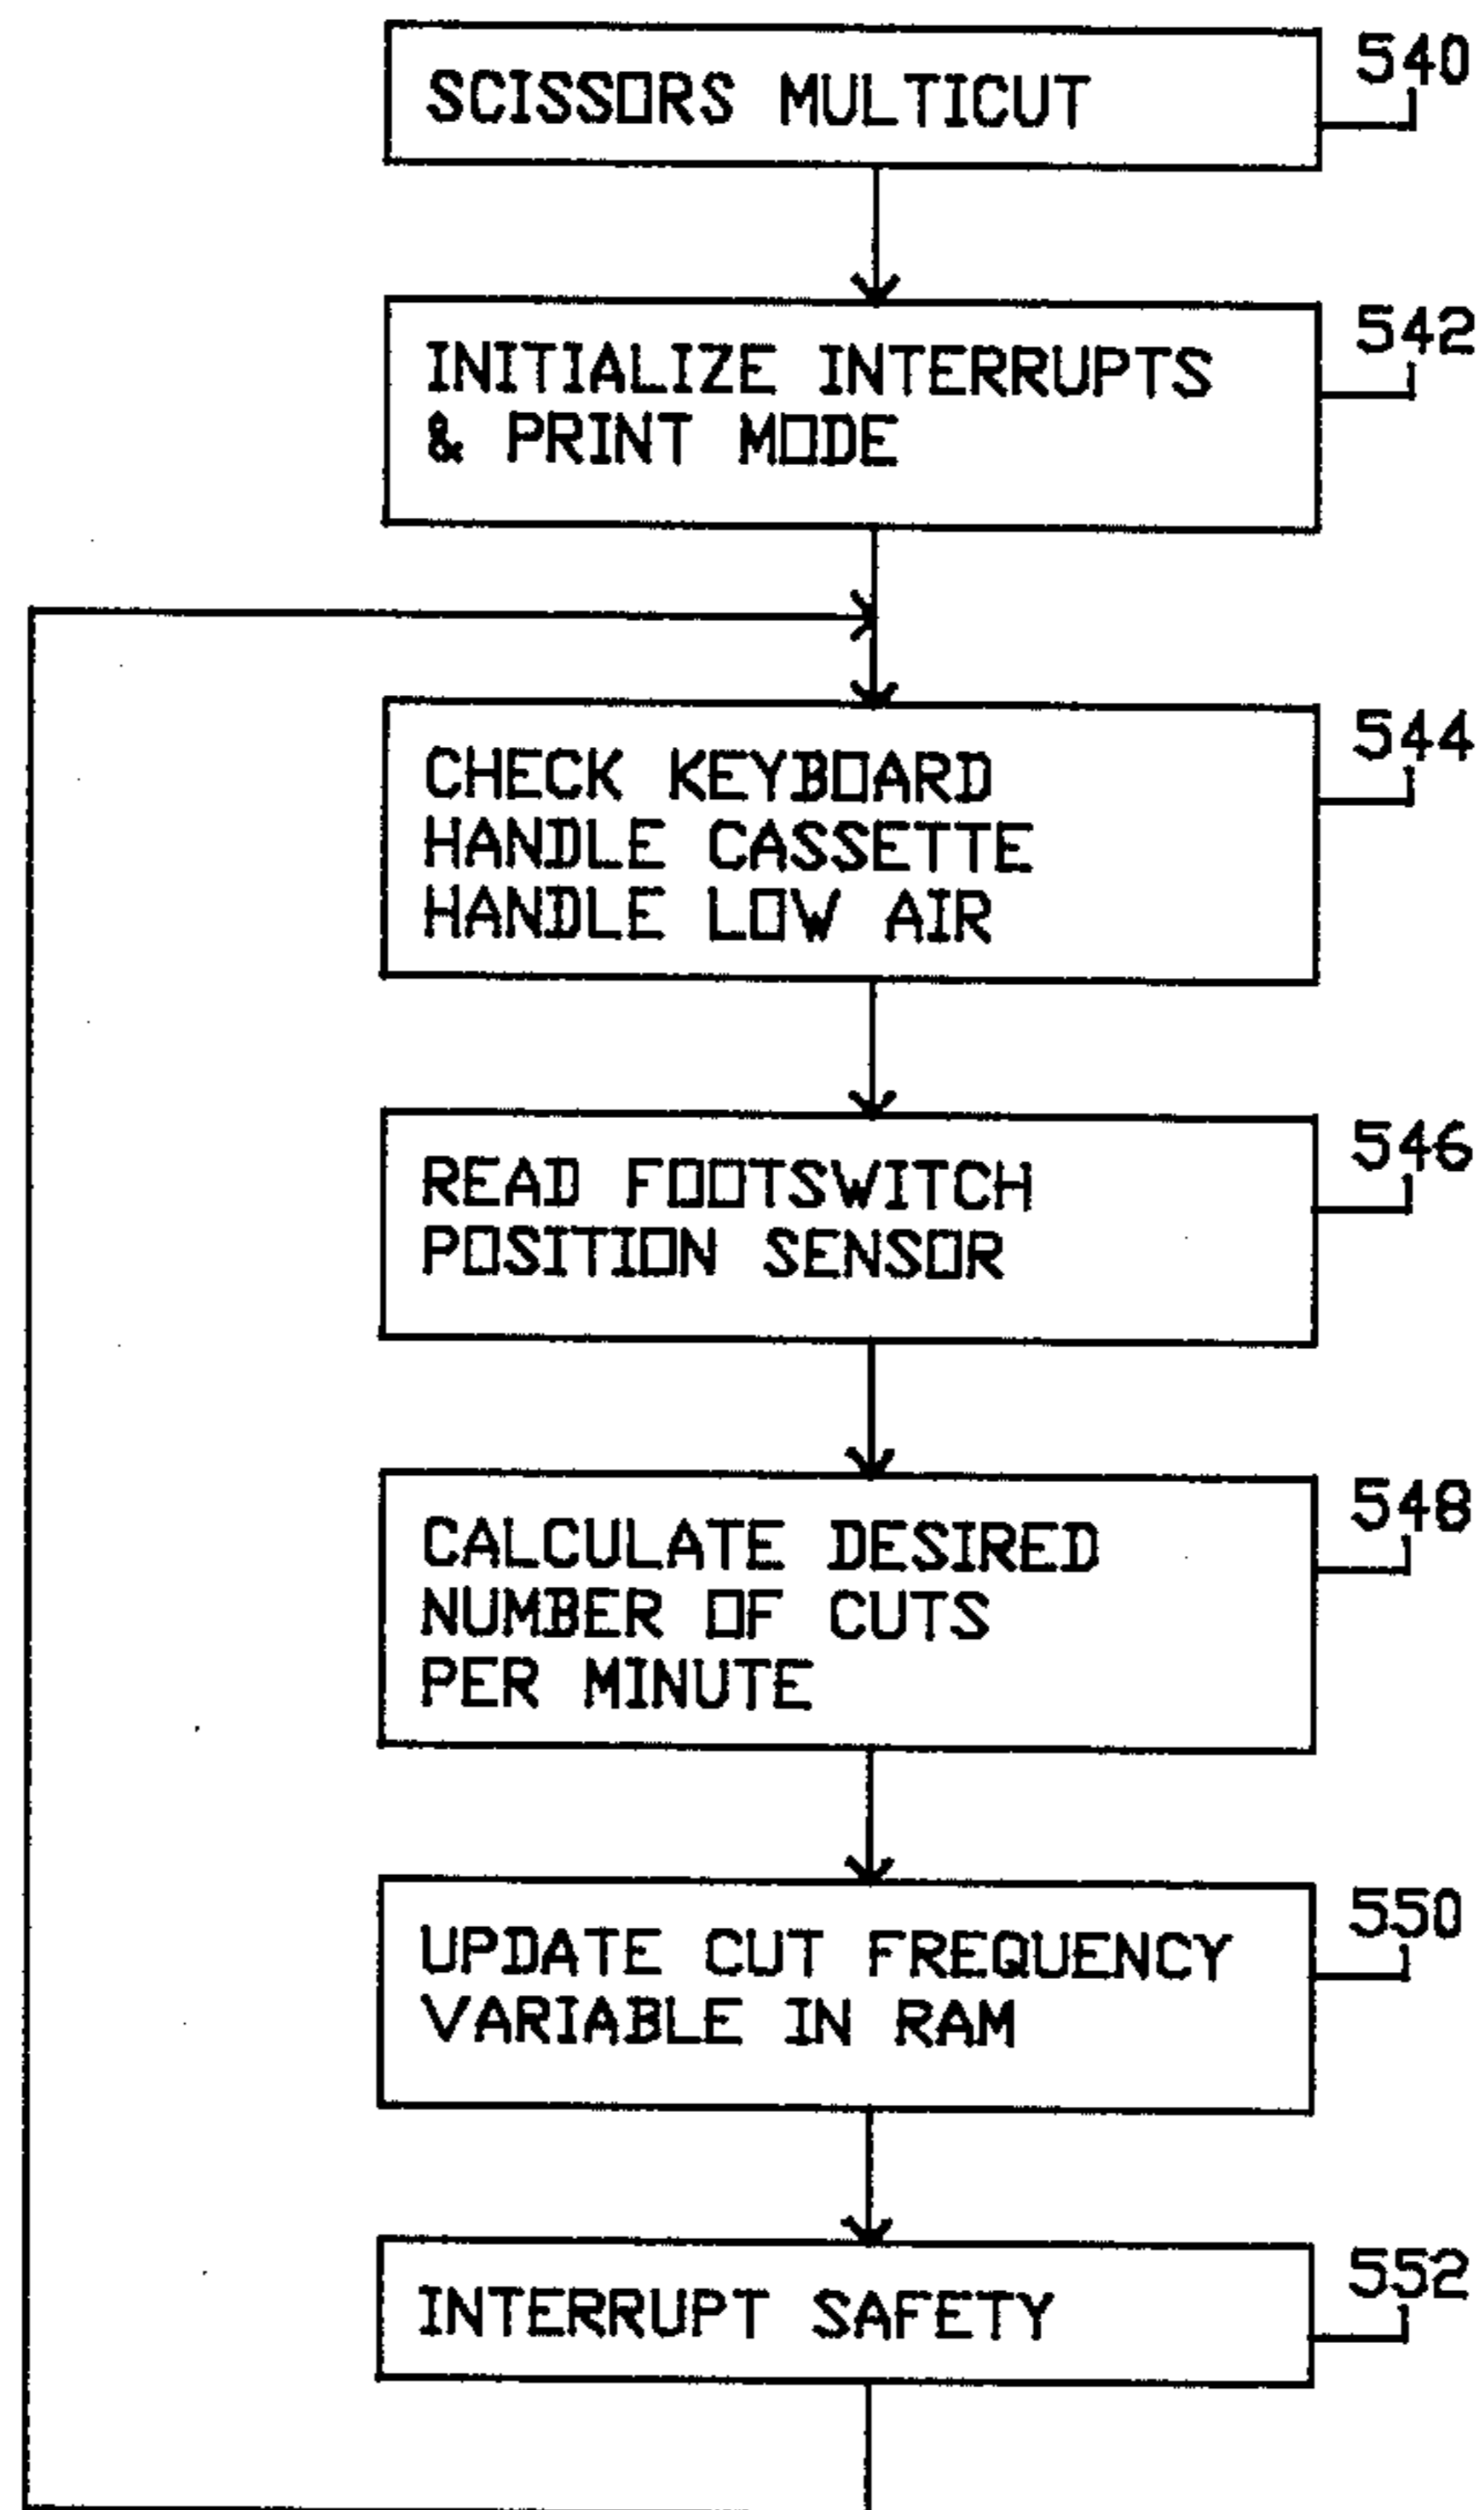 SCISSORS MULTICUT
540
INITIALIZE INTERRUPTS
& PRINT MODE
542
CHECK KEYBOARD
HANDLE CASSETTE
HANDLE LOW AIR
544
READ FOOTSWITCH
POSITION SENSOR
546
CALCULATE DESIRED
NUMBER OF CUTS
PER MINUTE
548
UPDATE CUT FREQUENCY
VARIABLE IN RAM
550
INTERRUPT SAFETY
552